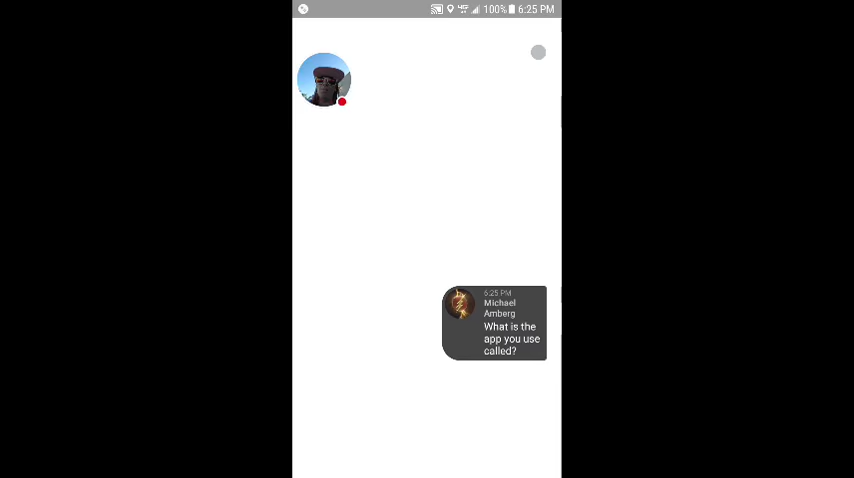 100% 6:25 PM
6:25 PM
Michael
Amberg
What is the
app you use
called?